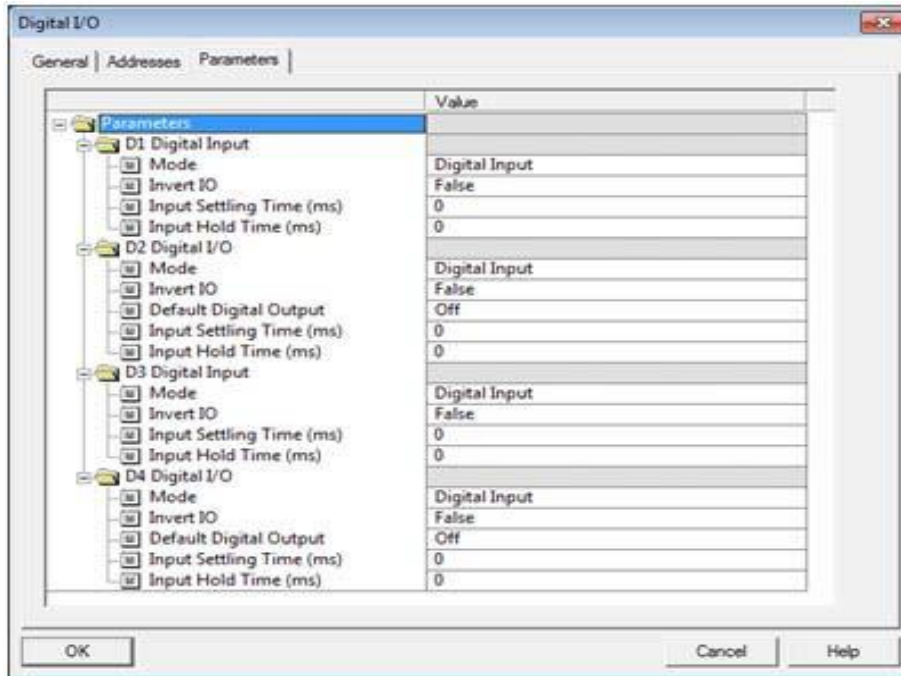 Digital I/O
General Addresses Parameters
Value
Parameters
D1 Digital Input
Mode Digital Input
Invert IO False
Input Settling Time (ms) 0
Input Hold Time (ms) 0
D2 Digital I/O
Mode Digital Input
Invert IO False
Default Digital Output Off
Input Settling Time (ms) 0
Input Hold Time (ms) 0
D3 Digital Input
Mode Digital Input
Invert IO False
Input Settling Time (ms) 0
Input Hold Time (ms) 0
D4 Digital I/O
Mode Digital Input
Invert IO False
Default Digital Output Off
Input Settling Time (ms) 0
Input Hold Time (ms) 0
OK Cancel Help